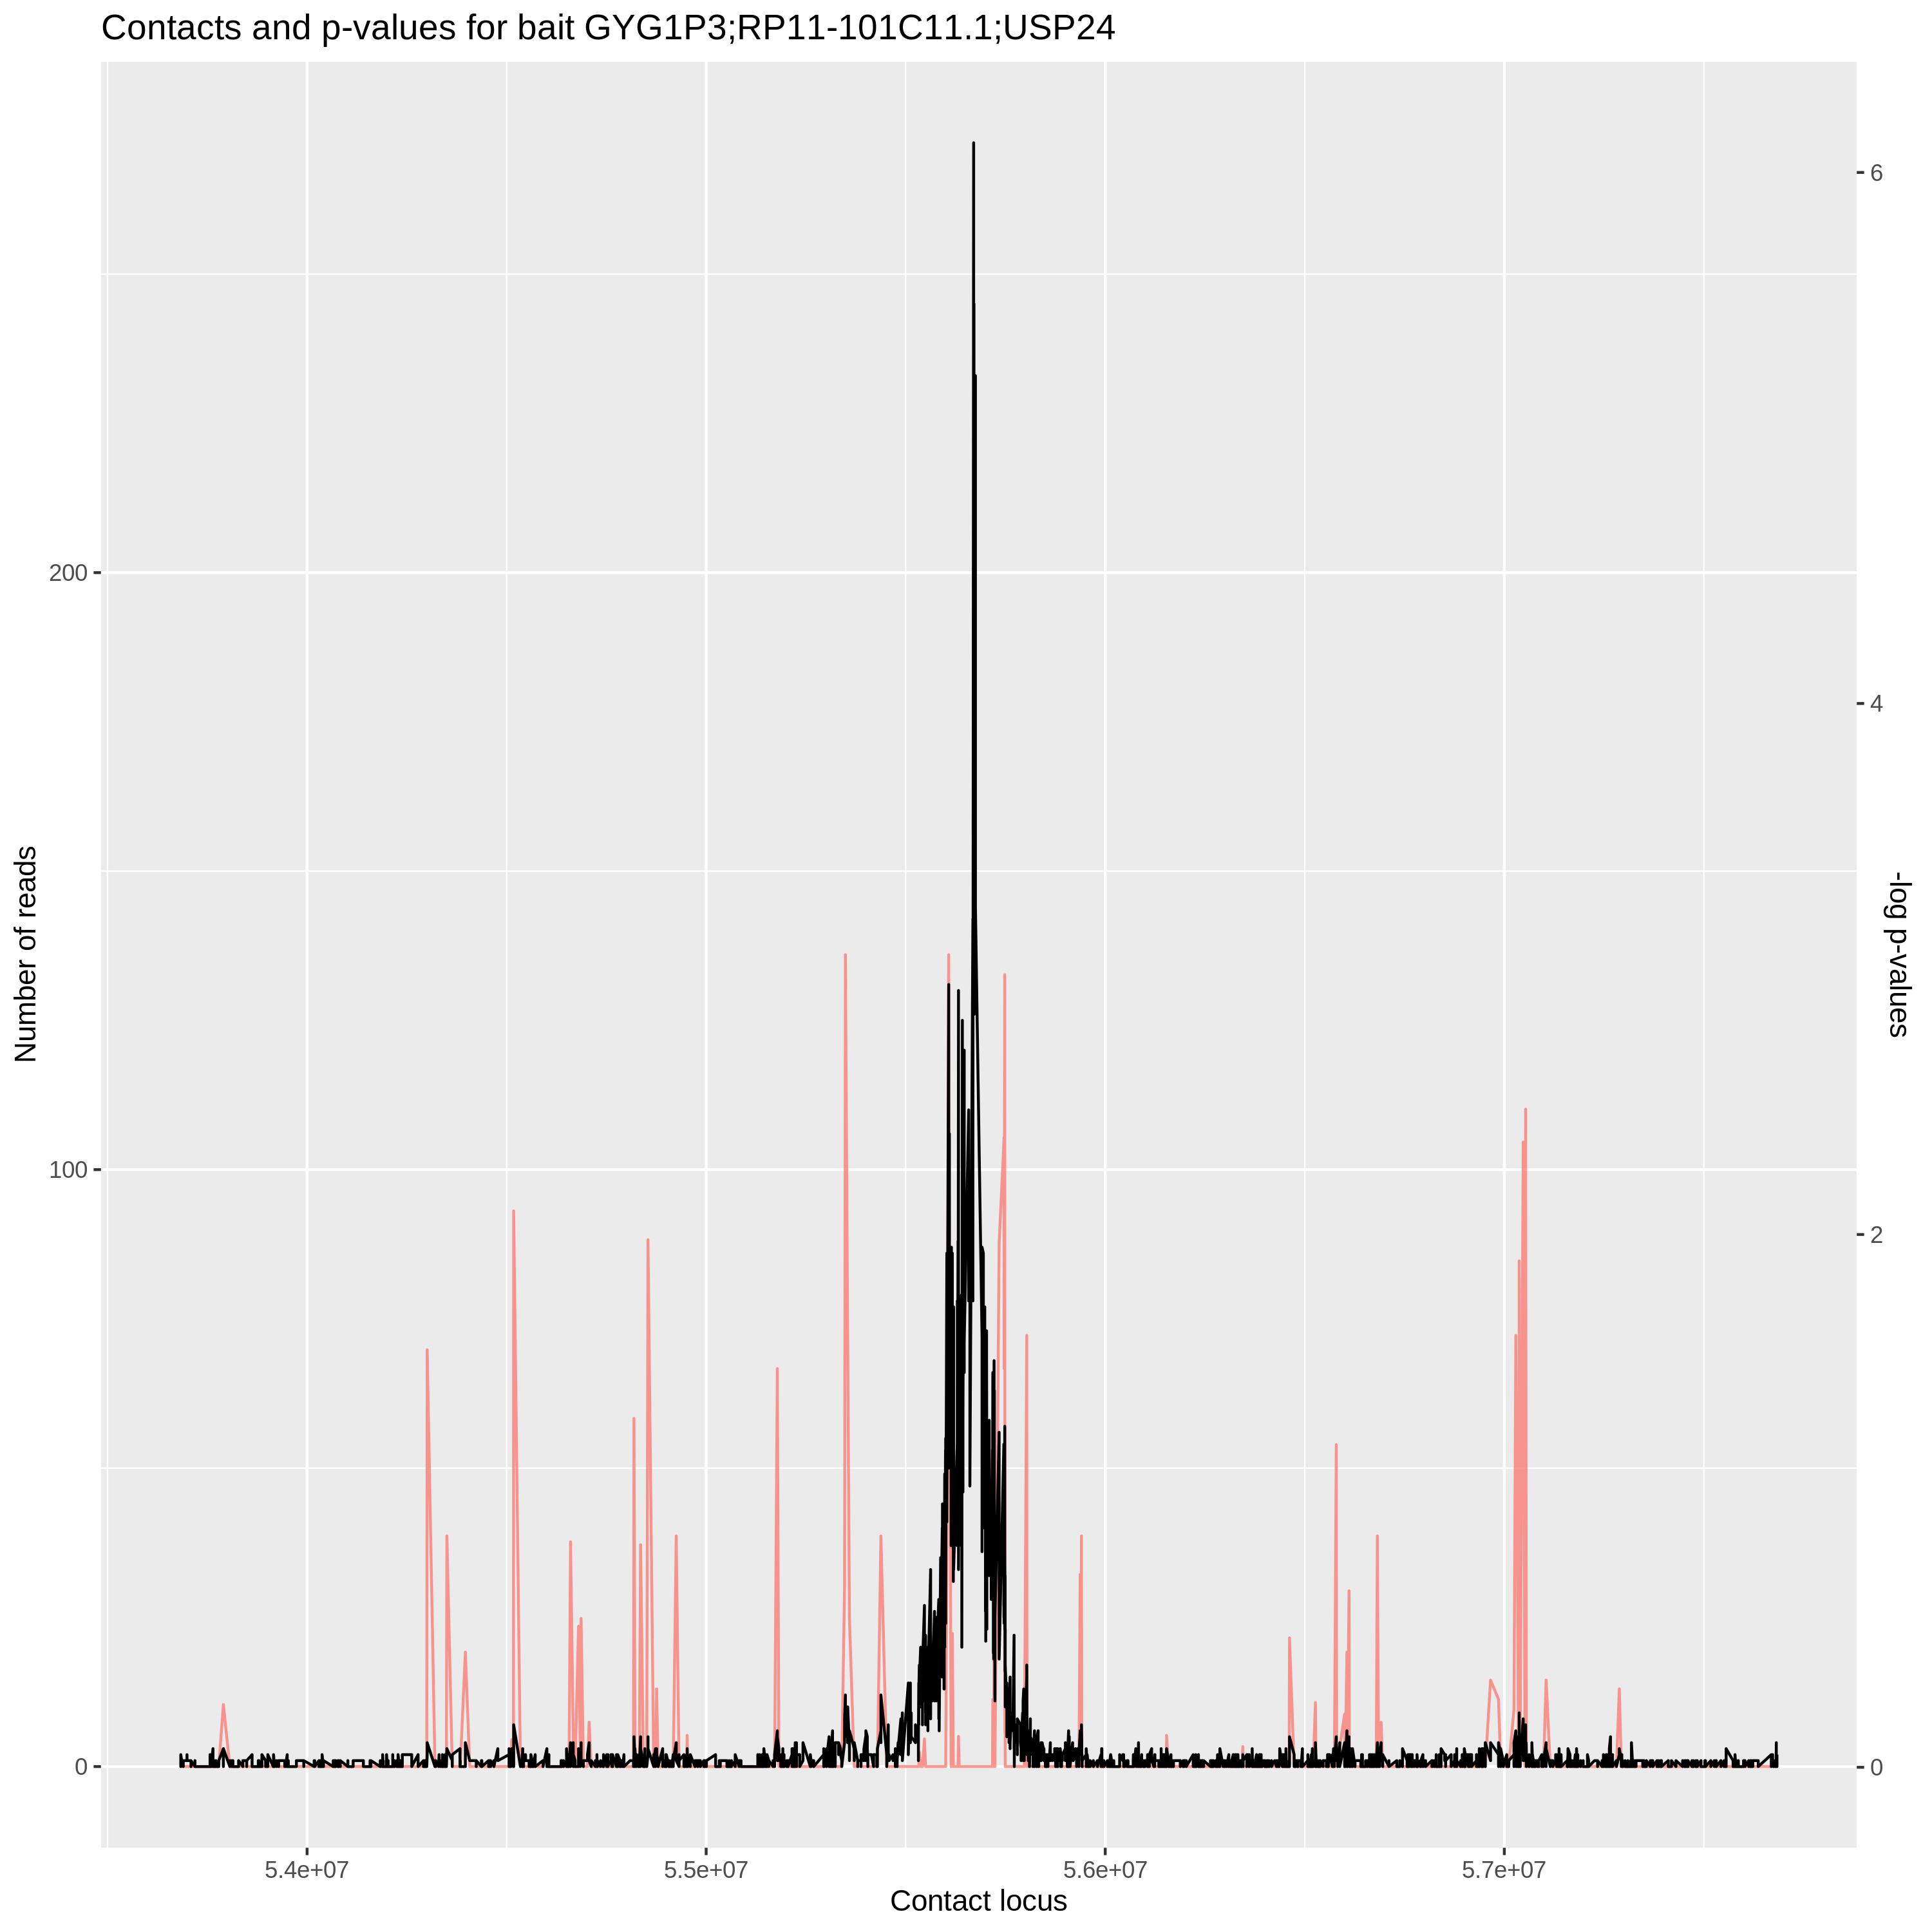 Contacts and p-values for bait GYG1P3;RP11-101C11.1;USP24
Number of reads
200
100
0
6
4
2
0
-log p-values
5.4e+07 5.5e+07 5.6e+07 5.7e+07
Contact locus